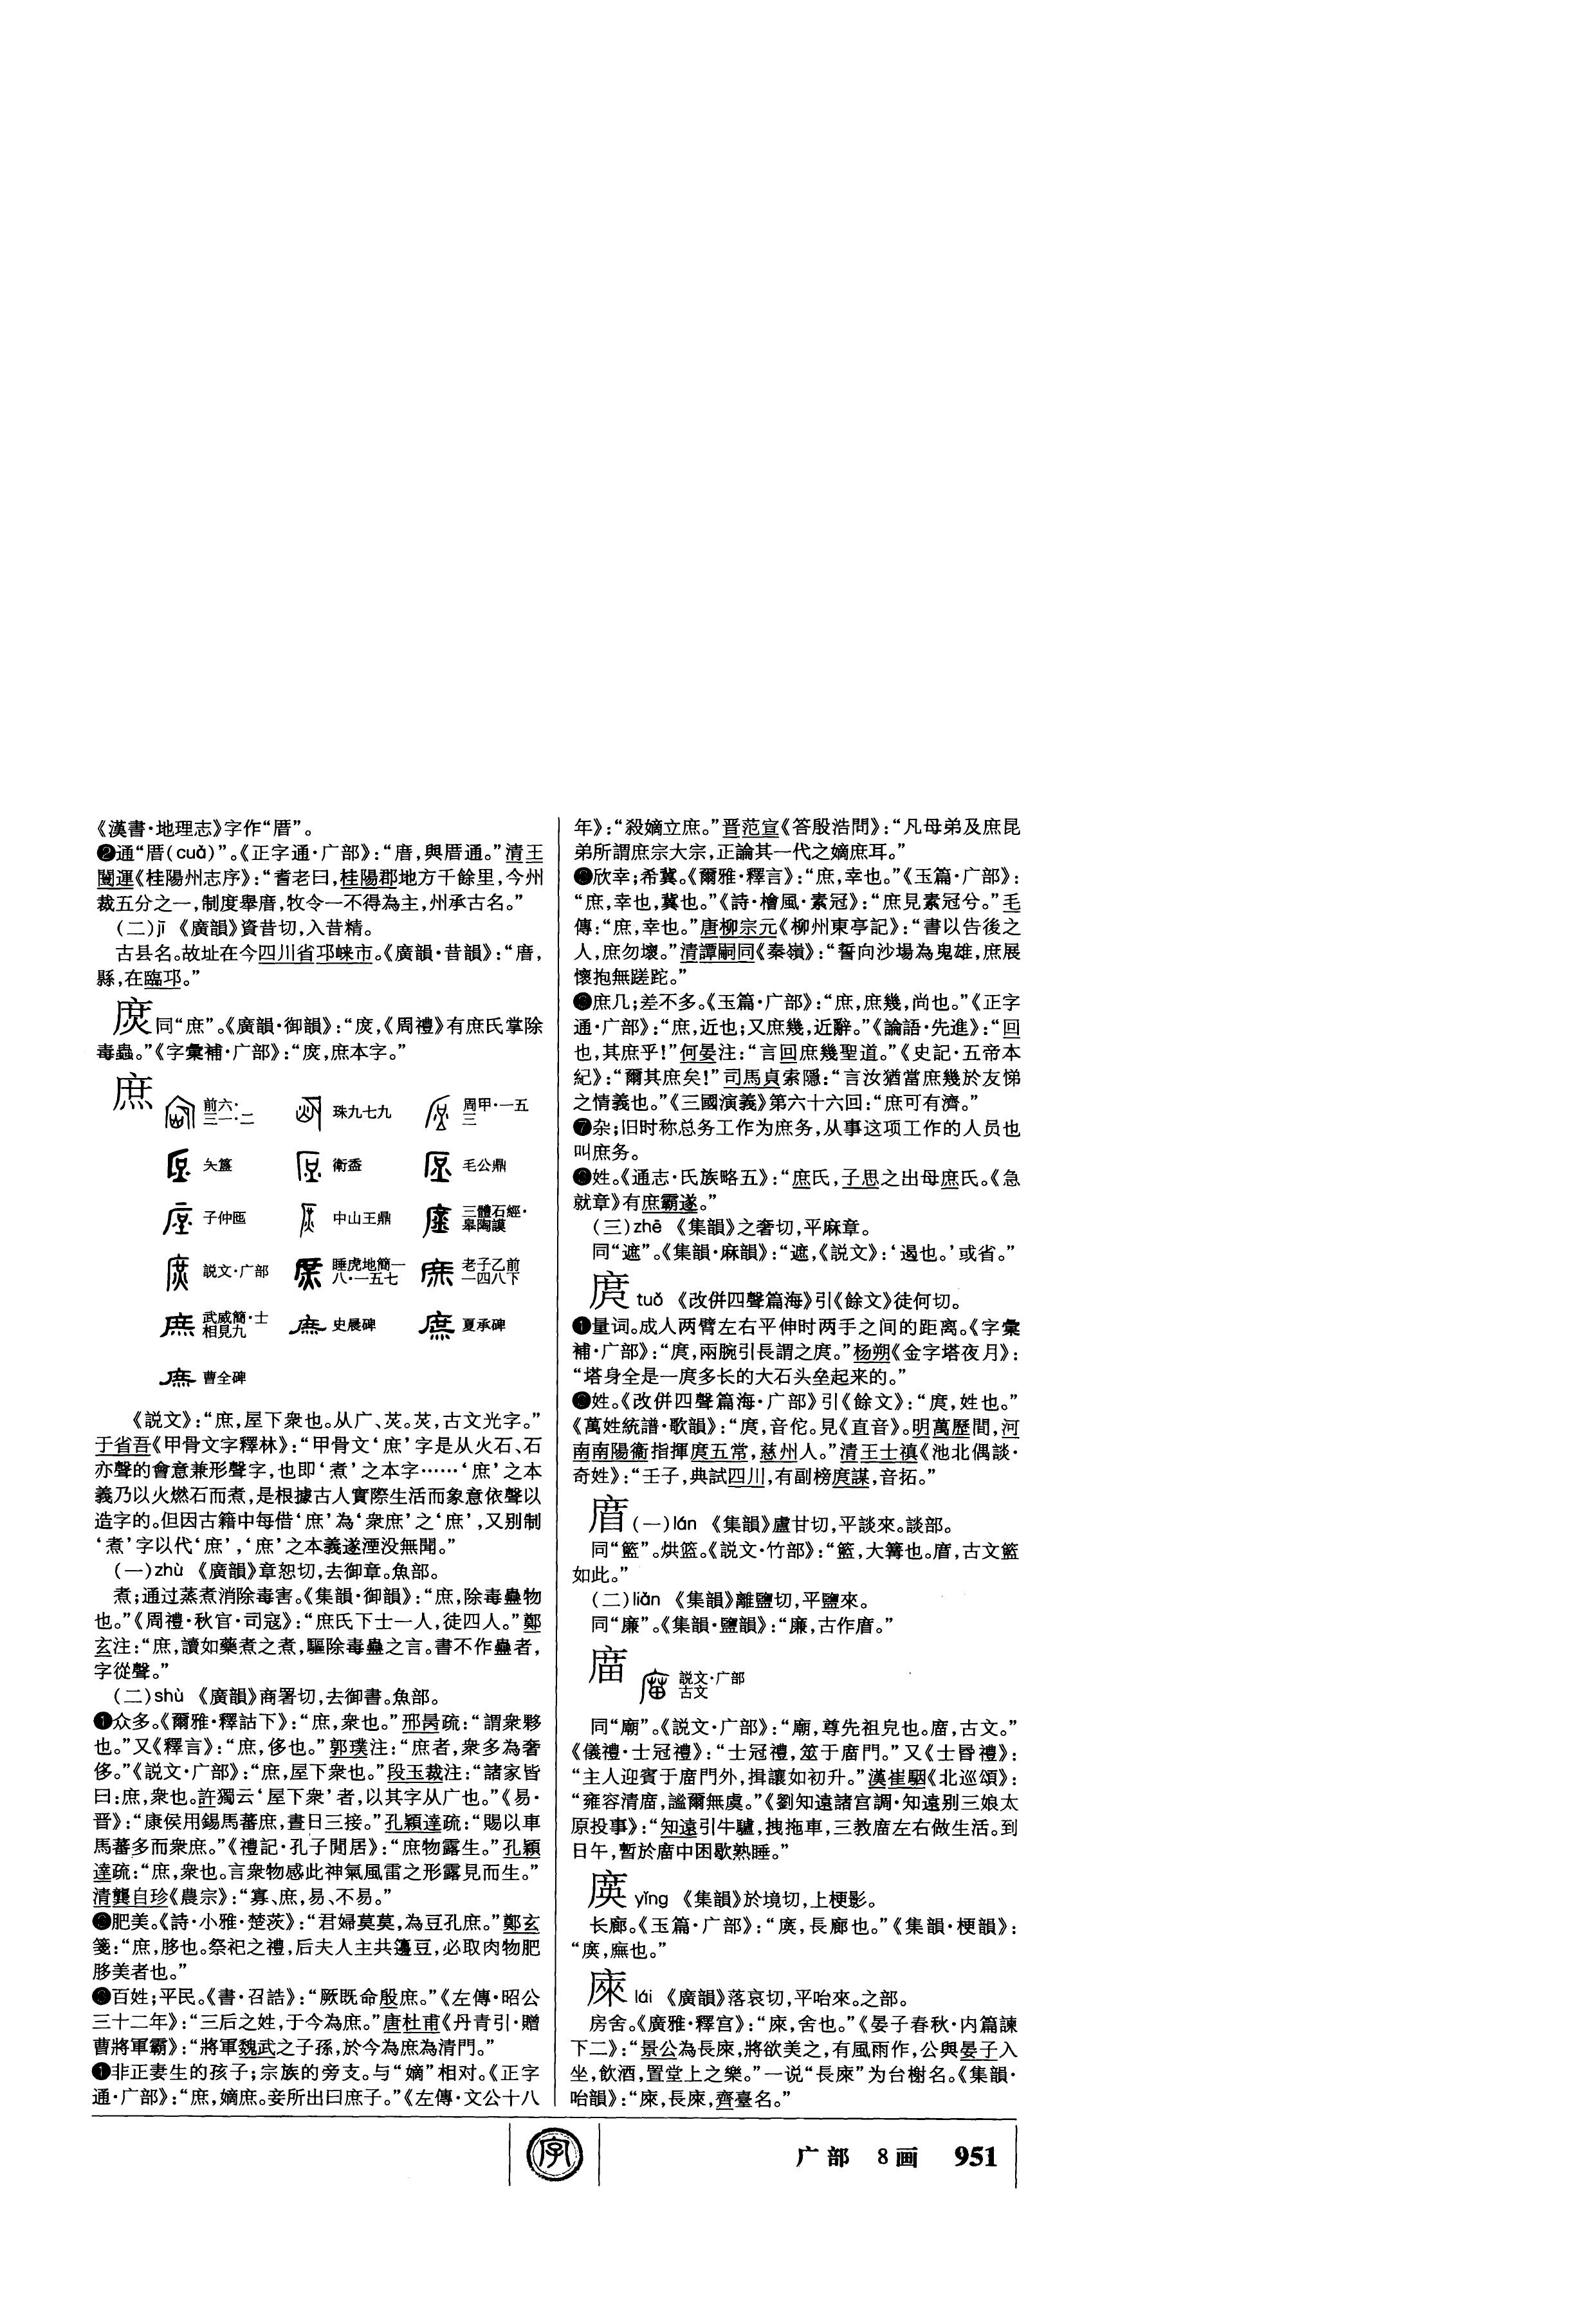 《漢書·地理志》字作“厝”。
❷通“厝(cuǎ)”。《正字通·广部》：“庴，與厝通。”清王
闓運《桂陽州志序》：“耆老曰，桂陽郡地方千餘里，今州
裁五分之一，制度舉庴，牧令一不得為主，州承古名。”
(二)jī 《廣韻》資昔切，入昔精。
古县名。故址在今四川省邛崃市。《廣韻·昔韻》：“庴，
縣，在臨邛。”
庻同“庶”。《廣韻·御韻》：“庻，《周禮》有庶氏掌除
毒蟲。”《字彙補·广部》：“庻，庶本字。”
庶
前六· 珠九七九 周甲·一五
三一·二 三
夨簋 衛盉 毛公鼎
子仲匜 中山王鼎 三體石經·
皋陶謨
説文·广部 睡虎地簡一 老子乙前
八·一五七 一四八下
武威簡·士 史晨碑 夏承碑
相見九
曹全碑
《説文》：“庶，屋下衆也。从广、炗。炗，古文光字。”
于省吾《甲骨文字釋林》：“甲骨文‘庶’字是从火石、石
亦聲的會意兼形聲字，也即‘煮’之本字……‘庶’之本
義乃以火燃石而煮，是根據古人實際生活而象意依聲以
造字的。但因古籍中每借‘庶’為‘衆庶’之‘庶’，又别制
‘煮’字以代‘庶’，‘庶’之本義遂湮没無聞。”
(一)zhù 《廣韻》章恕切，去御章。魚部。
煮；通过蒸煮消除毒害。《集韻·御韻》：“庶，除毒蠱物
也。”《周禮·秋官·司寇》：“庶氏下士一人，徒四人。”鄭
玄注：“庶，讀如藥煮之煮，驅除毒蠱之言。書不作蠱者，
字從聲。”
(二)shù 《廣韻》商署切，去御書。魚部。
❶众多。《爾雅·釋詁下》：“庶，衆也。”邢昺疏：“謂衆夥
也。”又《釋言》：“庶，侈也。”郭璞注：“庶者，衆多為奢
侈。”《説文·广部》：“庶，屋下衆也。”段玉裁注：“諸家皆
曰：庶，衆也。許獨云‘屋下衆’者，以其字从广也。”《易·
晋》：“康侯用錫馬蕃庶，晝日三接。”孔穎達疏：“賜以車
馬蕃多而衆庶。”《禮記·孔子閒居》：“庶物露生。”孔穎
達疏：“庶，衆也。言衆物感此神氣風雷之形露見而生。”
清龔自珍《農宗》：“寡、庶，易、不易。”
❷肥美。《詩·小雅·楚茨》：“君婦莫莫，為豆孔庶。”鄭玄
箋：“庶，䏧也。祭祀之禮，后夫人主共籩豆，必取肉物肥
䏧美者也。”
❸百姓；平民。《書·召誥》：“厥既命殷庶。”《左傳·昭公
三十二年》：“三后之姓，于今為庶。”唐杜甫《丹青引·贈
曹將軍霸》：“將軍魏武之子孫，於今為庶為清門。”
❶非正妻生的孩子；宗族的旁支。与“嫡”相对。《正字
通·广部》：“庶，嫡庶。妾所出曰庶子。”《左傳·文公十八
年》：“殺嫡立庶。”晋范宣《答殷浩問》：“凡母弟及庶昆
弟所謂庶宗大宗，正論其一代之嫡庶耳。”
欣幸；希冀。《爾雅·釋言》：“庶，幸也。”《玉篇·广部》：
“庶，幸也，冀也。”《詩·檜風·素冠》：“庶見素冠兮。”毛
傳：“庶，幸也。”唐柳宗元《柳州東亭記》：“書以告後之
人，庶勿壞。”清譚嗣同《秦嶺》：“誓向沙場為鬼雄，庶展
懷抱無蹉跎。”
庶几；差不多。《玉篇·广部》：“庶，庶幾，尚也。”《正字
通·广部》：“庶，近也；又庶幾，近辭。”《論語·先進》：“回
也，其庶乎！”何晏注：“言回庶幾聖道。”《史記·五帝本
紀》：“爾其庶矣！”司馬貞索隱：“言汝猶當庶幾於友悌
之情義也。”《三國演義》第六十六回：“庶可有濟。”
❼杂；旧时称总务工作为庶务，从事这项工作的人员也
叫庶务。
姓。《通志·氏族略五》：“庶氏，子思之出母庶氏。《急
就章》有庶霸遂。”
(三)zhē 《集韻》之奢切，平麻章。
同“遮”。《集韻·麻韻》：“遮，《説文》：‘遏也。’或省。”
庹tuǒ 《改併四聲篇海》引《餘文》徒何切。
❶量词。成人两臂左右平伸时两手之间的距离。《字彙
補·广部》：“庹，兩腕引長謂之庹。”杨朔《金字塔夜月》：
“塔身全是一庹多长的大石头垒起来的。”
❷姓。《改併四聲篇海·广部》引《餘文》：“庹，姓也。”
《萬姓統譜·歌韻》：“庹，音佗。見《直音》。明萬歷間，河
南南陽衞指揮庹五常，慈州人。”清王士禛《池北偶談·
奇姓》：“壬子，典試四川，有副榜庹謀，音拓。”
(一)lán 《集韻》盧甘切，平談來。談部。
同“籃”。烘篮。《説文·竹部》：“籃，大篝也。，古文籃
如此。”
(二)liǎn 《集韻》離鹽切，平鹽來。
同“廉”。《集韻·鹽韻》：“廉，古作。”
庿
説文·广部
古文
同“廟”。《説文·广部》：“廟，尊先祖皃也。庿，古文。”
《儀禮·士冠禮》：“士冠禮，筮于庿門。”又《士昬禮》：
“主人迎賓于庿門外，揖讓如初升。”漢崔駰《北巡頌》：
“雍容清庿，謐爾無虞。”《劉知遠諸宫調·知遠别三娘太
原投事》：“知遠引牛驢，拽拖車，三教庿左右做生活。到
日午，暫於庿中困歇熟睡。”
㢍yǐng 《集韻》於境切，上梗影。
长廊。《玉篇·广部》：“㢍，長廊也。”《集韻·梗韻》：
“㢍，廡也。”
庲lái 《廣韻》落哀切，平咍來。之部。
房舍。《廣雅·釋宫》：“庲，舍也。”《晏子春秋·内篇諫
下二》：“景公為長庲，將欲美之，有風雨作，公與晏子入
坐，飲酒，置堂上之樂。”一说“長庲”为台榭名。《集韻·
咍韻》：“庲，長庲，齊臺名。”
字
广部 8画 951